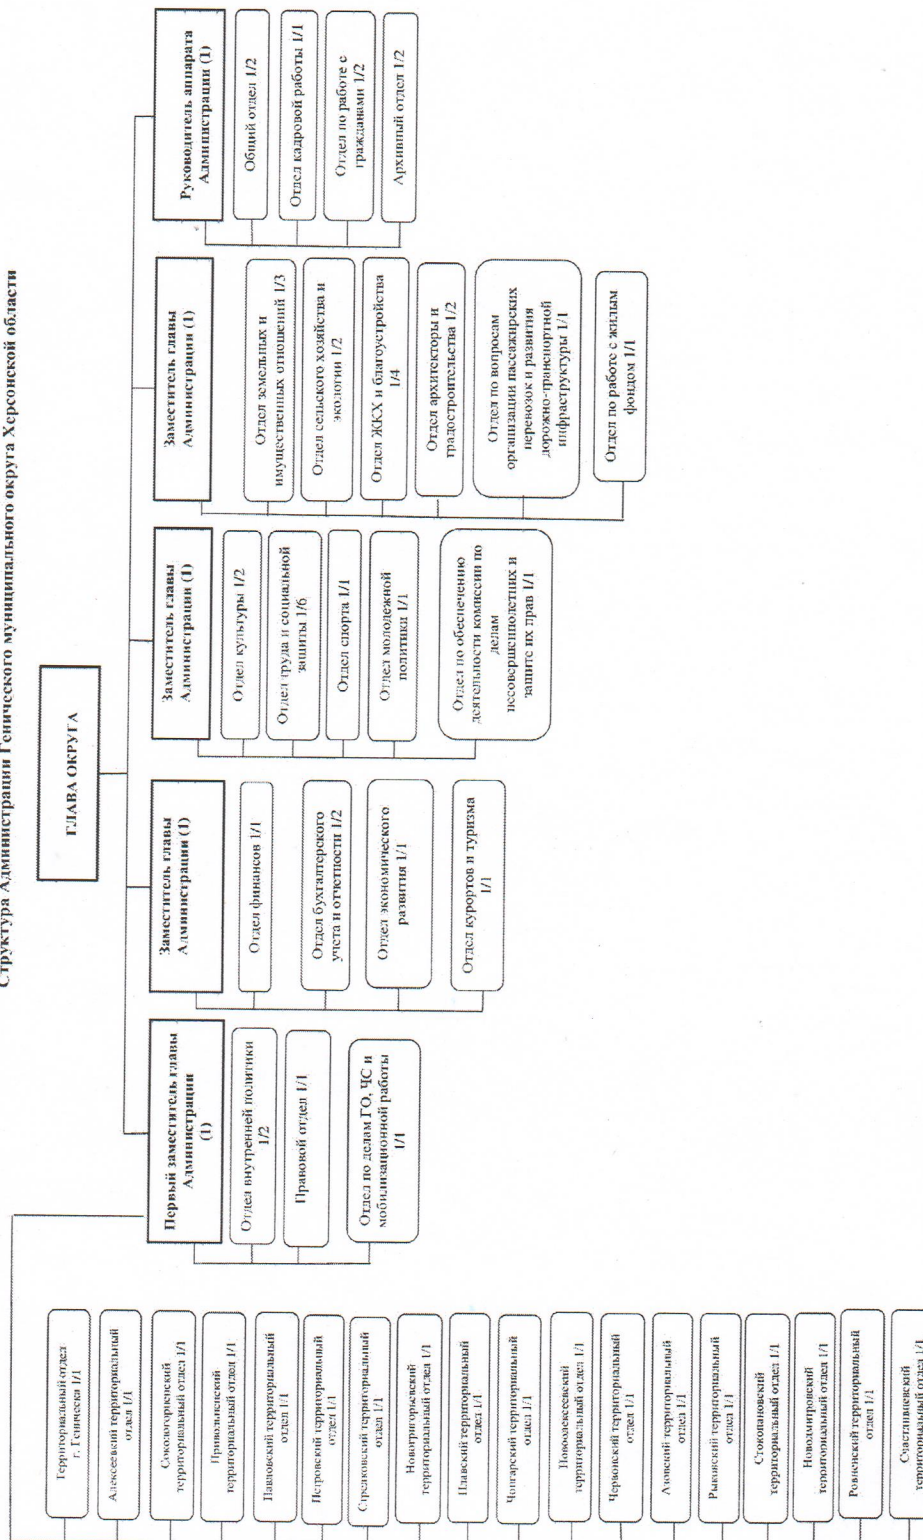 Структура Администрации Генического муниципального округа Херсонской области
ГЛАВА ОКРУГА
Первый заместитель главы
Администрации
(1)
Отдел внутренней политики
1/2
Правовой отдел 1/1
Отдел по делам ГО, ЧС и
мобилизационной работы
1/1
Заместитель главы
Администрации (1)
Отдел финансов 1/1
Отдел бухгалтерского
учета и отчетности 1/2
Отдел экономического
развития 1/1
Отдел курортов и туризма
1/1
Заместитель главы
Администрации (1)
Отдел культуры 1/2
Отдел труда и социальной
защиты 1/6
Отдел спорта 1/1
Отдел молодежной
политики 1/1
Отдел по обеспечению
деятельности комиссии по
делам
несовершеннолетних и
защите их прав 1/1
Заместитель главы
Администрации (1)
Отдел земельных и
имущественных отношений 1/3
Отдел сельского хозяйства и
экологии 1/2
Отдел ЖКХ и благоустройства
1/4
Отдел архитекторы и
градостроительства 1/2
Отдел по вопросам
организации пассажирских
перевозок и развития
дорожно-транспортной
инфраструктуры 1/1
Отдел по работе с жилым
фондом 1/1
Руководитель аппарата
Администрации (1)
Общий отдел 1/2
Отдел кадровой работы 1/1
Отдел по работе с
гражданами 1/2
Архивный отдел 1/2
Территориальный отдел
г. Геническа 1/1
Алексеевкий территориальный
отдел 1/1
Сокологорнский
территориальный отдел 1/1
Привольненский
территориальный отдел 1/1
Павловский территориальный
отдел 1/1
Петровский территориальный
отдел 1/1
Стрелковский территориальный
отдел 1/1
Новогригорьевский
территориальный отдел 1/1
Плавский территориальный
отдел 1/1
Чонгарский территориальный
отдел 1/1
Новоалексеевский
территориальный отдел 1/1
Червонский территориальный
отдел 1/1
Азовский территориальный
отдел 1/1
Рыковский территориальный
отдел 1/1
Стокопановский
территориальный отдел 1/1
Новодмитровский
территориальный отдел 1/1
Ровненский территориальный
отдел 1/1
Счастливцевский
территориальный отдел 1/1